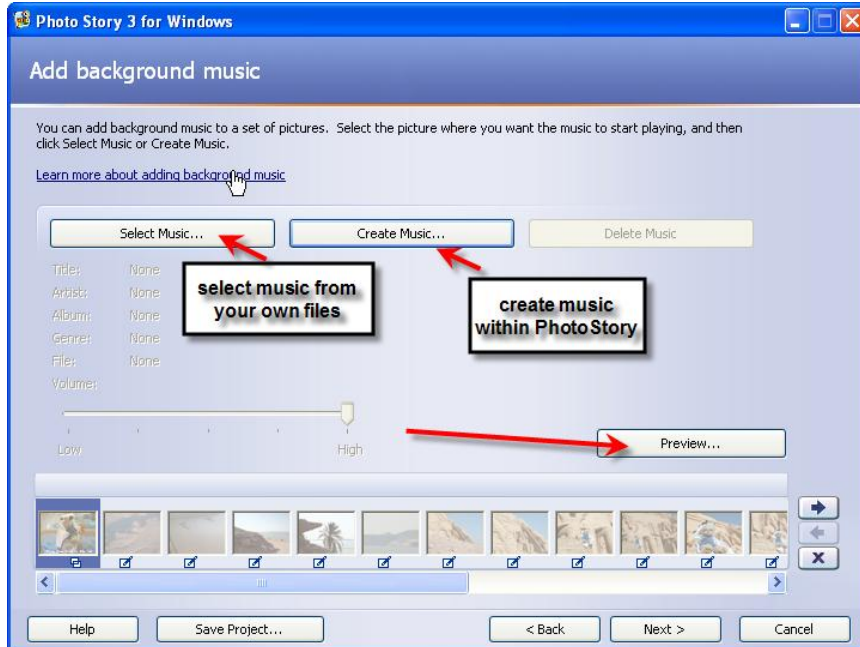 Photo Story 3 for Windows
Add background music
You can add background music to a set of pictures. Select the picture where you want the music to start playing, and then
click Select Music or Create Music.
Learn more about adding background music
Select Music...
Create Music...
Delete Music
Title: None
Artist: None
Album: None
Genre: None
File: None
Volume:
select music from
your own files
create music
within PhotoStory
Low
High
Preview...
Help
Save Project...
< Back
Next >
Cancel